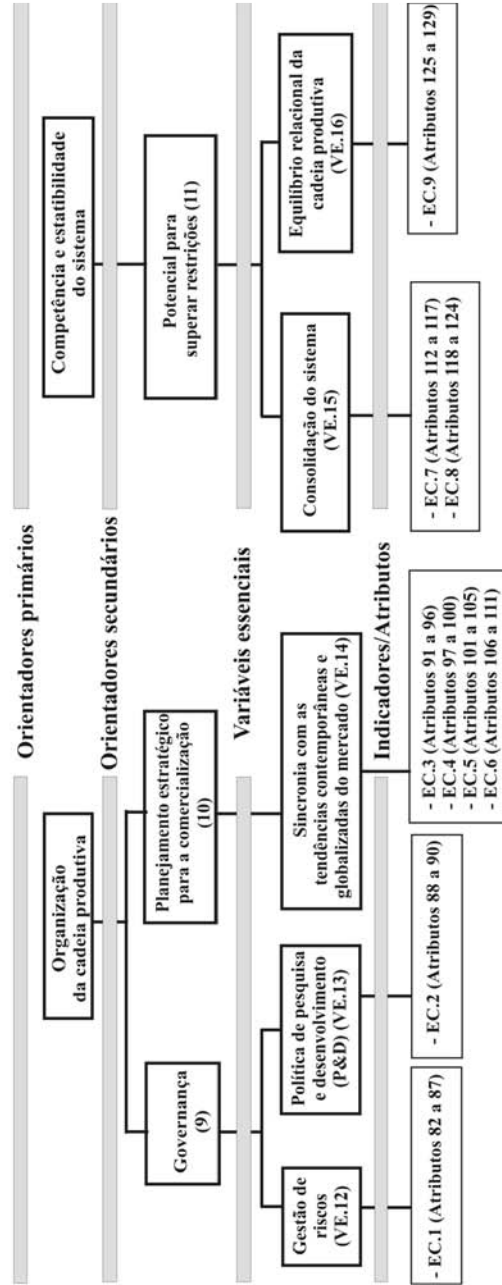 Orientadores primários
Organização
da cadeia produtiva
Competência e estatibilidade
do sistema
Orientadores secundários
Governança
(9)
Planejamento estratégico
para a comercialização
(10)
Potencial para
superar restrições (11)
Variáveis essenciais
Gestão de
riscos
(VE.12)
Política de pesquisa
e desenvolvimento
(P&D) (VE.13)
Sincronia com as
tendências contemporâneas e
globalizadas do mercado (VE.14)
Consolidação do sistema
(VE.15)
Equilíbrio relacional da
cadeia produtiva
(VE.16)
Indicadores/Atributos
- EC.1 (Atributos 82 a 87)
- EC.2 (Atributos 88 a 90)
- EC.3 (Atributos 91 a 96)
- EC.4 (Atributos 97 a 100)
- EC.5 (Atributos 101 a 105)
- EC.6 (Atributos 106 a 111)
- EC.7 (Atributos 112 a 117)
- EC.8 (Atributos 118 a 124)
- EC.9 (Atributos 125 a 129)